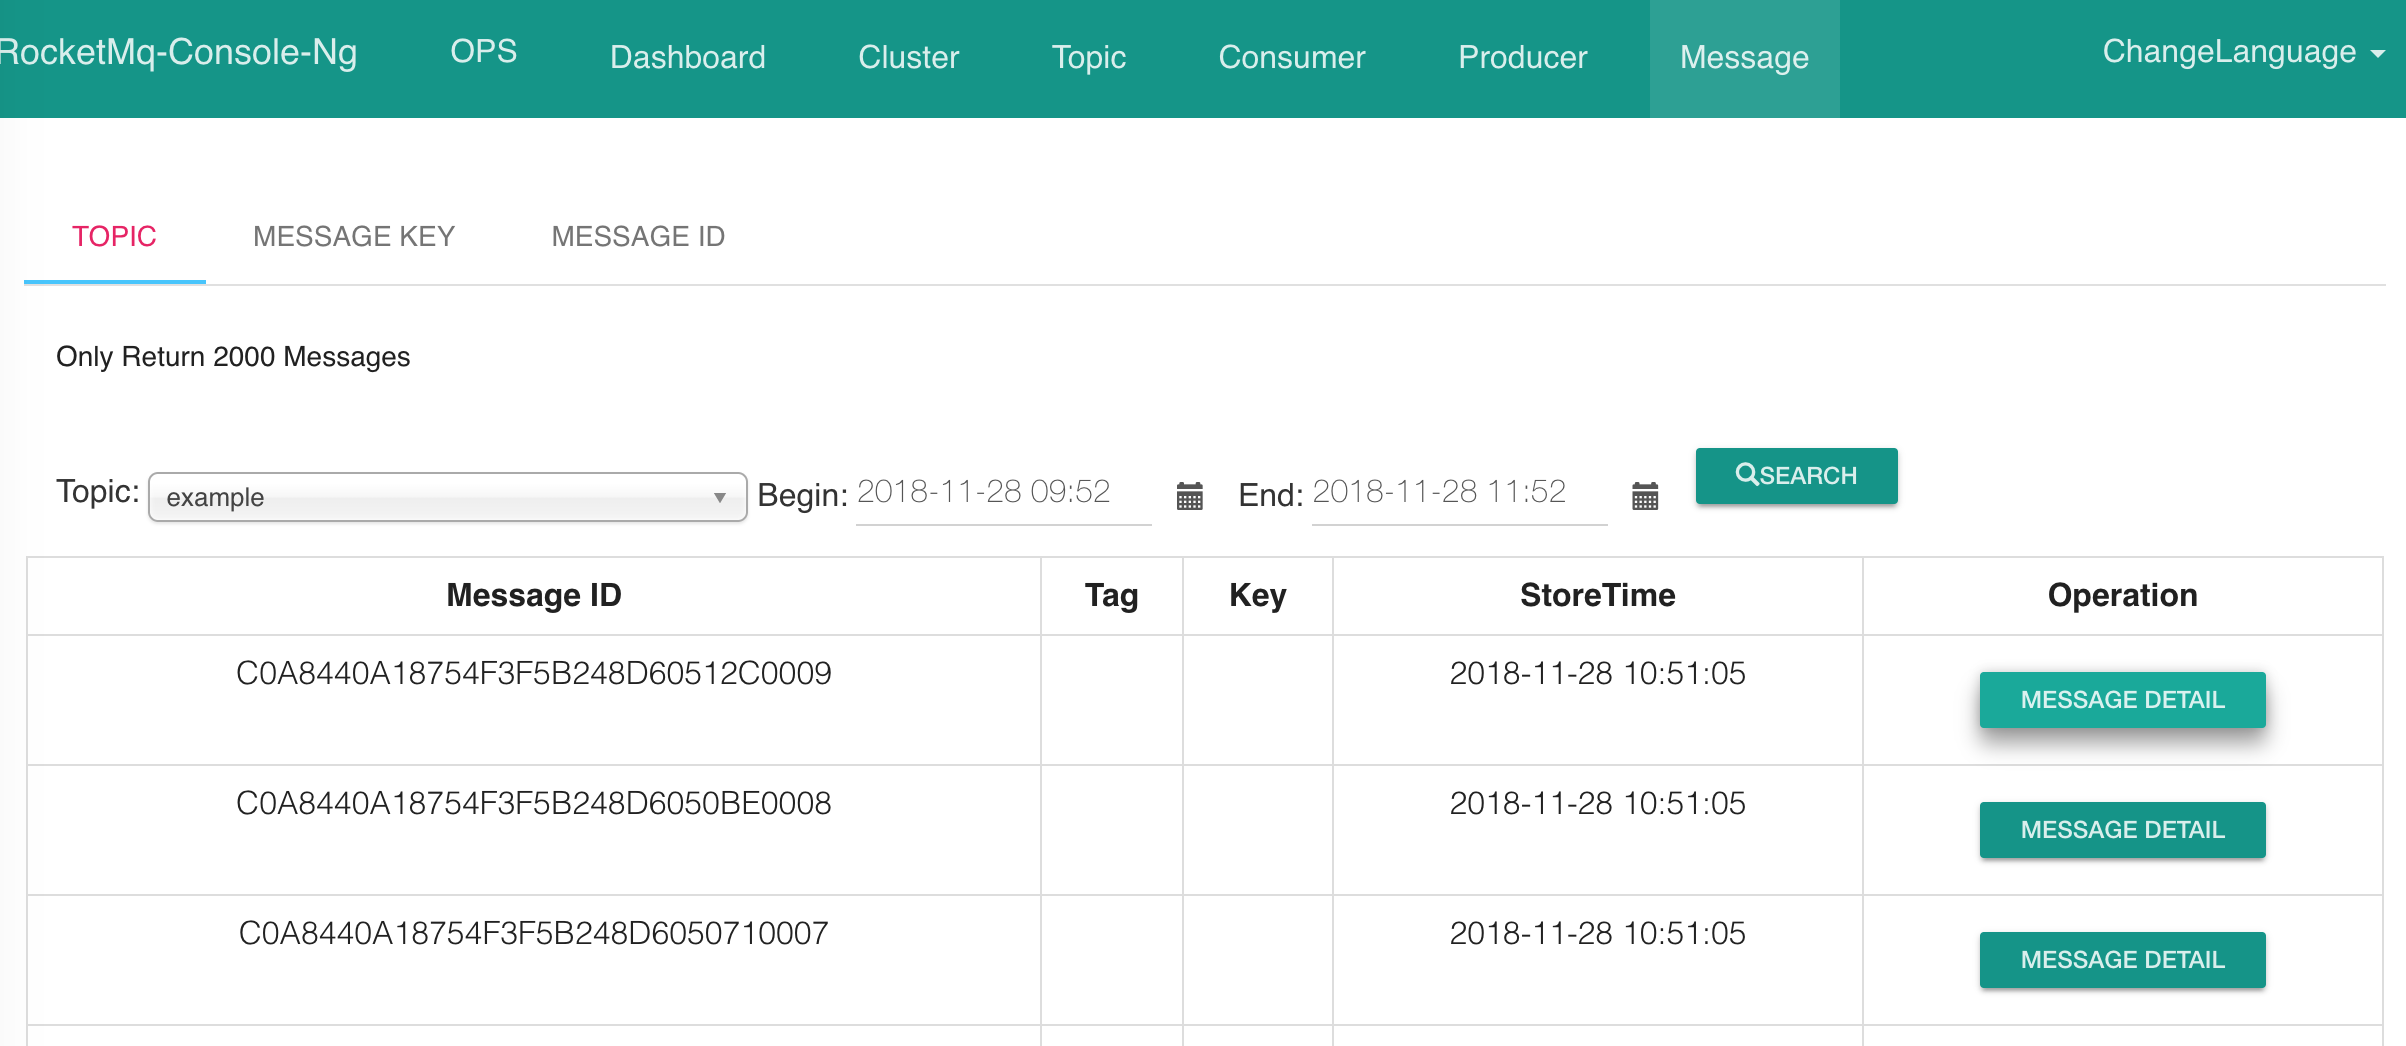 RocketMq-Console-Ng OPS Dashboard Cluster Topic Consumer Producer Message ChangeLanguage
TOPIC MESSAGE KEY MESSAGE ID
Only Return 2000 Messages
Topic: example Begin: 2018-11-28 09:52 End: 2018-11-28 11:52 SEARCH
Message ID Tag Key StoreTime Operation
C0A8440A18754F3F5B248D60512C0009 2018-11-28 10:51:05 MESSAGE DETAIL
C0A8440A18754F3F5B248D6050BE0008 2018-11-28 10:51:05 MESSAGE DETAIL
C0A8440A18754F3F5B248D6050710007 2018-11-28 10:51:05 MESSAGE DETAIL